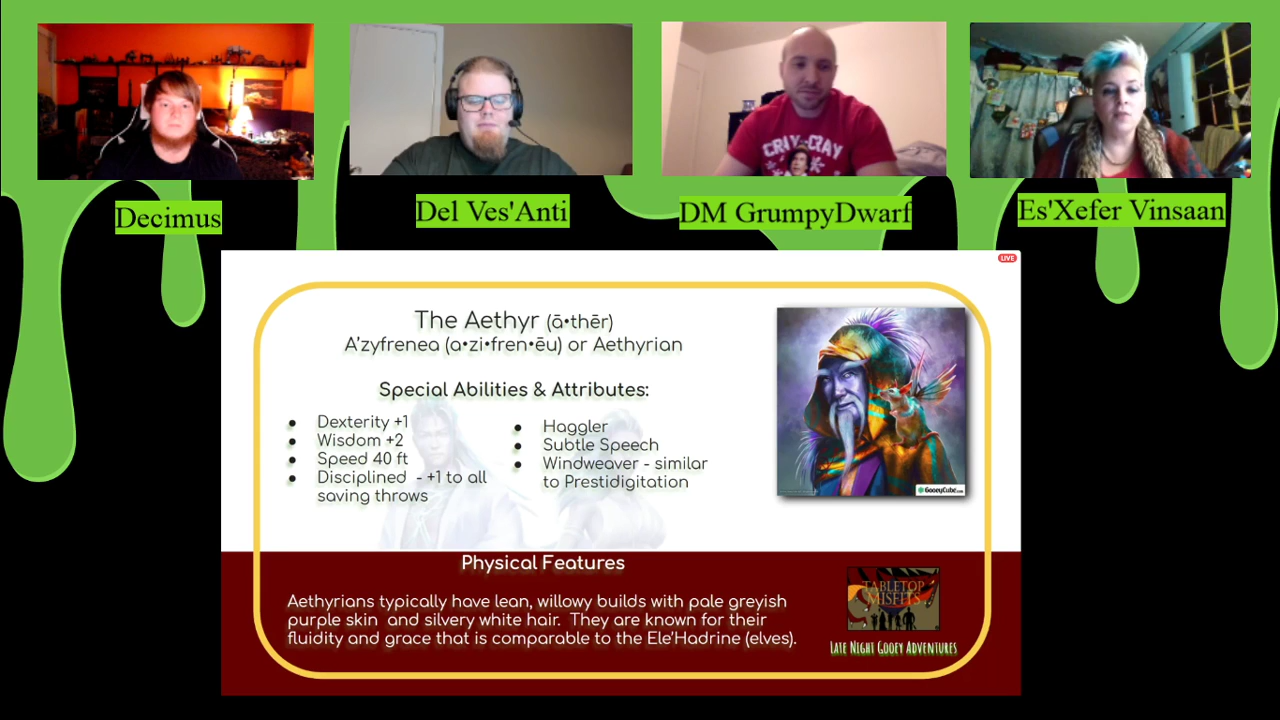 CRAY-CRAY
Decimus
Del Ves'Anti
DM GrumpyDwarf
Es'Xefer Vinsaan
LIVE
The Aethyr (ā•thēr)
A'zyfrenea (a•zi•fren•ēu) or Aethyrian
Special Abilities & Attributes:
● Dexterity +1
● Wisdom +2
● Speed 40 ft
● Disciplined - +1 to all
saving throws
● Haggler
● Subtle Speech
● Windweaver - similar
to Prestidigitation
GooeyCube.com
Physical Features
Aethyrians typically have lean, willowy builds with pale greyish
purple skin and silvery white hair. They are known for their
fluidity and grace that is comparable to the Ele'Hadrine (elves).
TABLETOP
MISFITS
LATE NIGHT GOOEY ADVENTURES